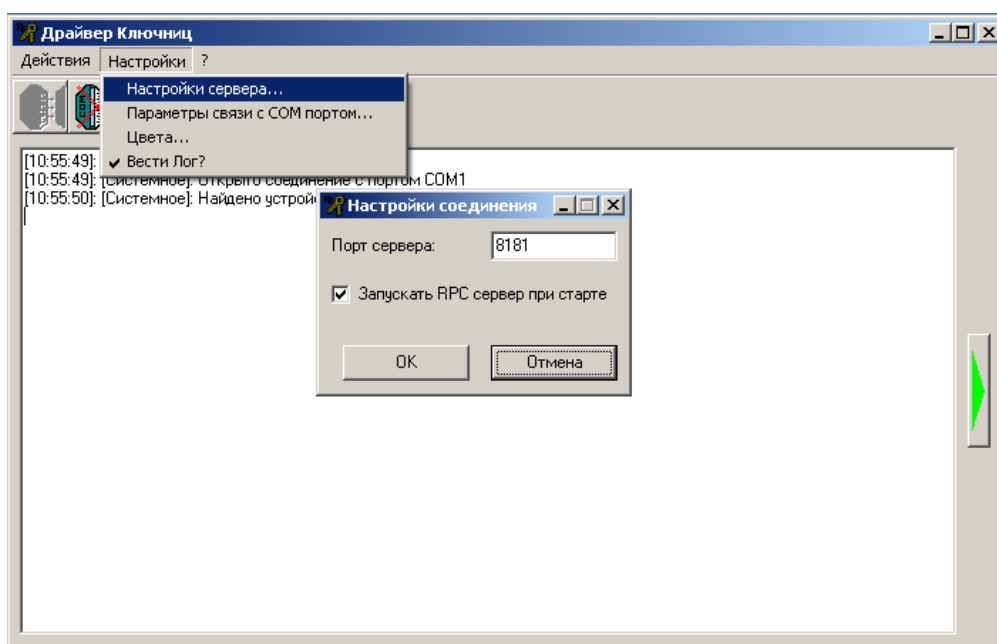 Драйвер Ключниц
Действия Настройки ?
Настройки сервера...
Параметры связи с COM портом...
Цвета...
Вести Лог?
[10:55:49]:
[10:55:49]: [Системное]: Открыто соединение с портом COM1
[10:55:50]: [Системное]: Найдено
Настройки соединения
Порт сервера: 8181
Запускать RPC сервер при старте
OK Отмена